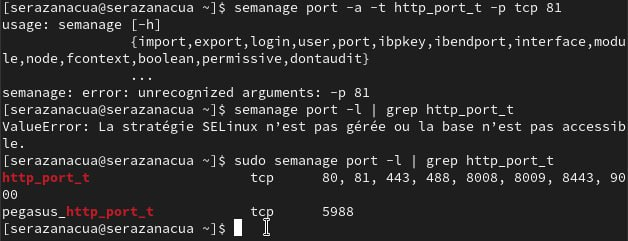 [serazanacua@serazanacua ~]$ semanage port -a -t http_port_t -p tcp 81
usage: semanage [-h]
{import,export,login,user,port,ibpkey,ibendport,interface,modu
le,node,fcontext,boolean,permissive,dontaudit}
...
semanage: error: unrecognized arguments: -p 81
[serazanacua@serazanacua ~]$ semanage port -l | grep http_port_t
ValueError: La stratégie SELinux n'est pas gérée ou la base n'est pas accessib
le.
[serazanacua@serazanacua ~]$ sudo semanage port -l | grep http_port_t
http_port_t tcp 80, 81, 443, 488, 8008, 8009, 8443, 90
00
pegasus_http_port_t tcp 5988
[serazanacua@serazanacua ~]$